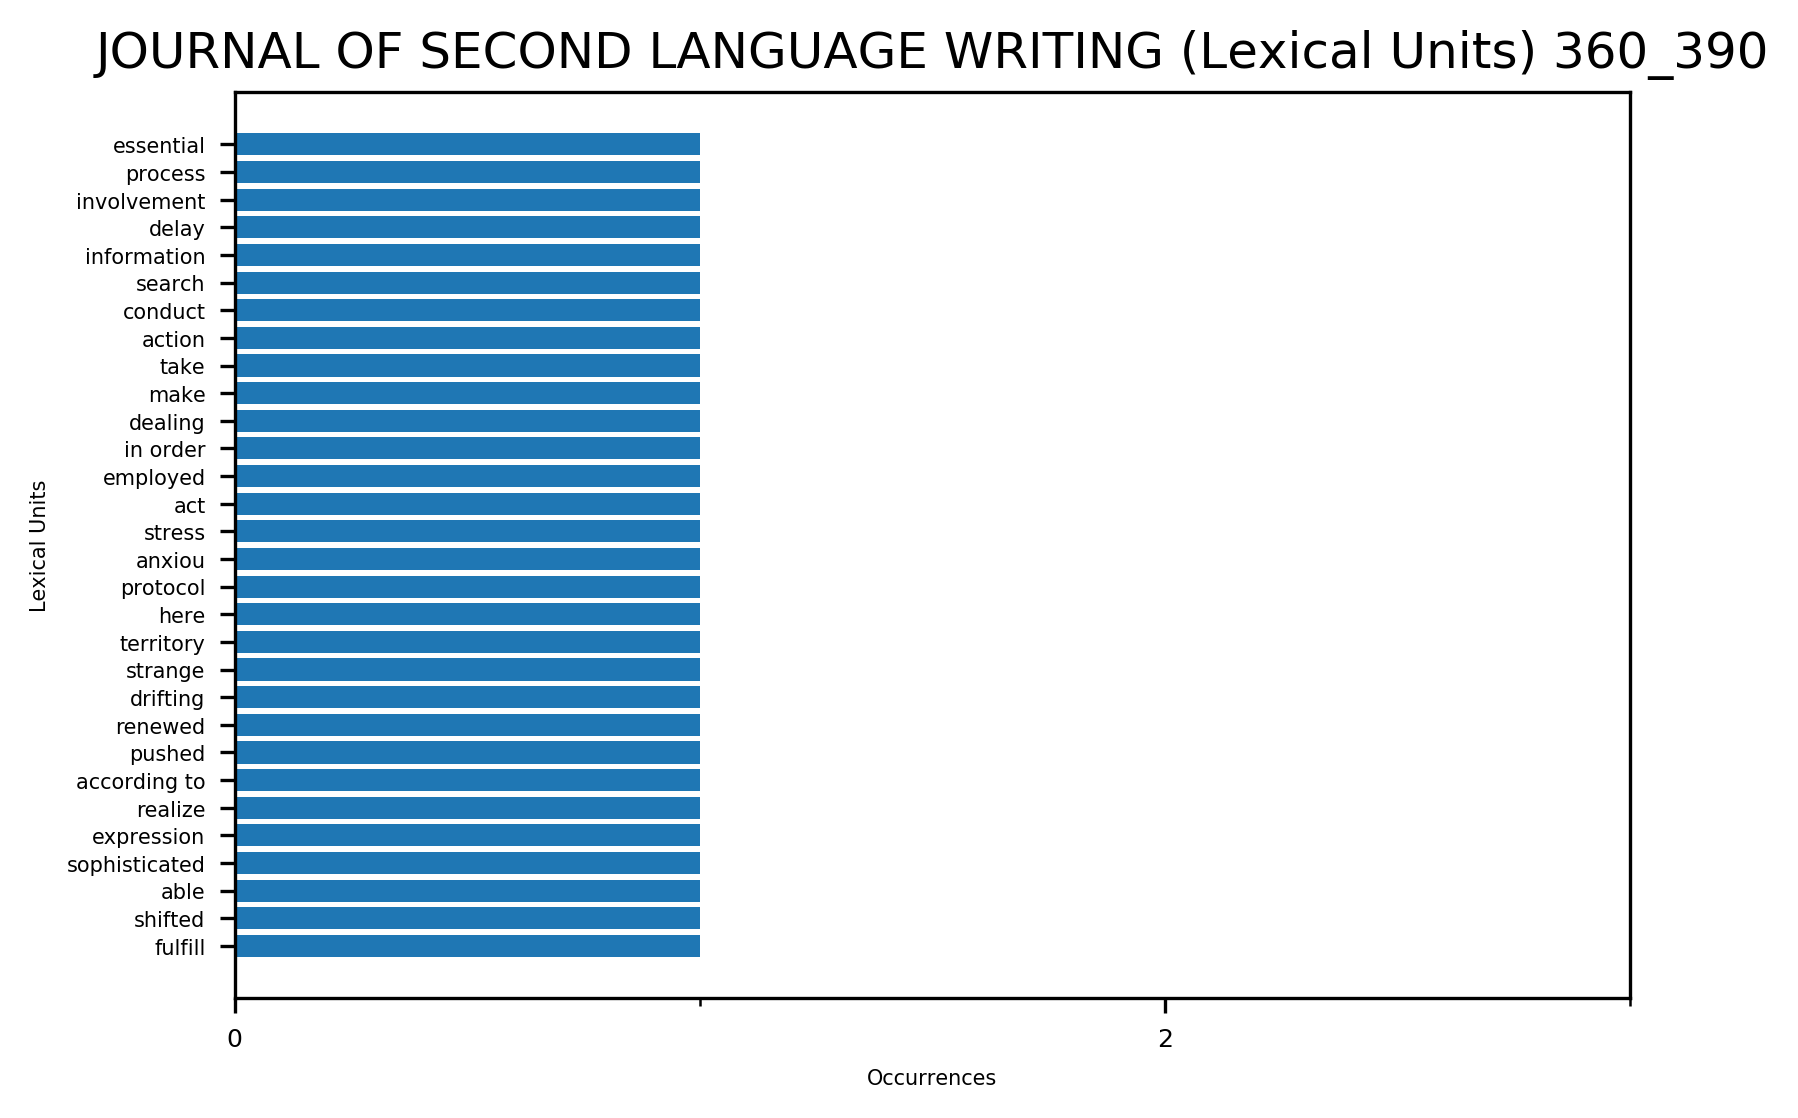 JOURNAL OF SECOND LANGUAGE WRITING (Lexical Units) 360_390
essential
process
involvement
delay
information
search
conduct
action
take
make
dealing
in order
employed
act
stress
anxiou
protocol
here
territory
strange
drifting
renewed
pushed
according to
realize
expression
sophisticated
able
shifted
fulfill
Lexical Units
0
2
Occurrences